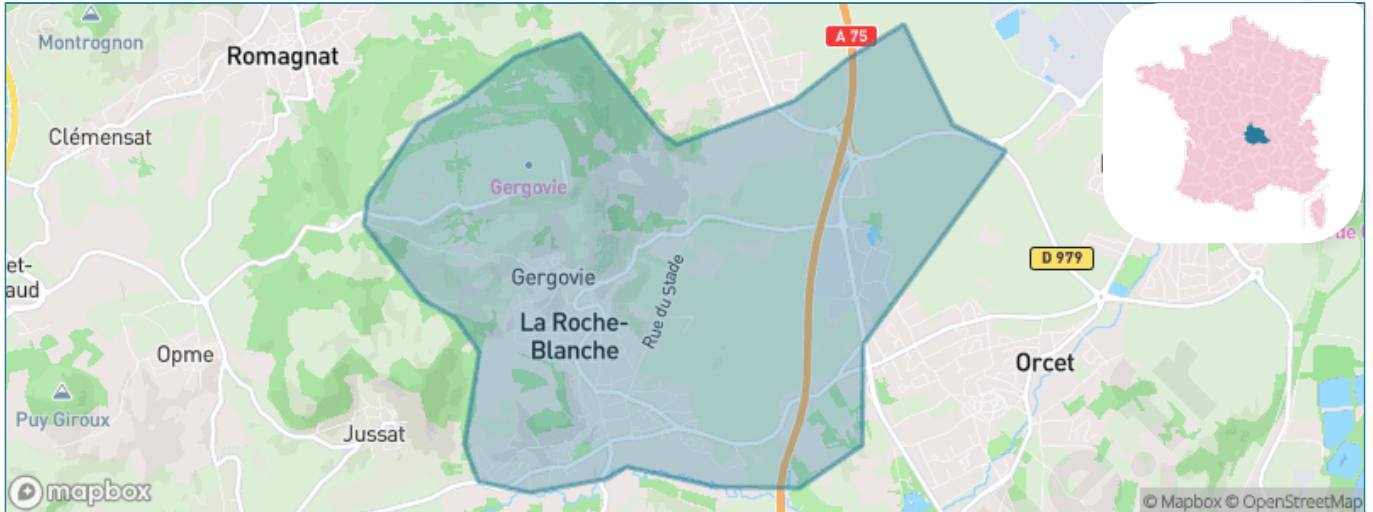 Montrognon
Romagnat
A 75
Clémensat
Gergovie
et-
aud
Gergovie
Rue du Stade
La Roche-
Blanche
D 979
Opme
Orcet
Puy Giroux
Jussat
mapbox
© Mapbox © OpenStreetMap